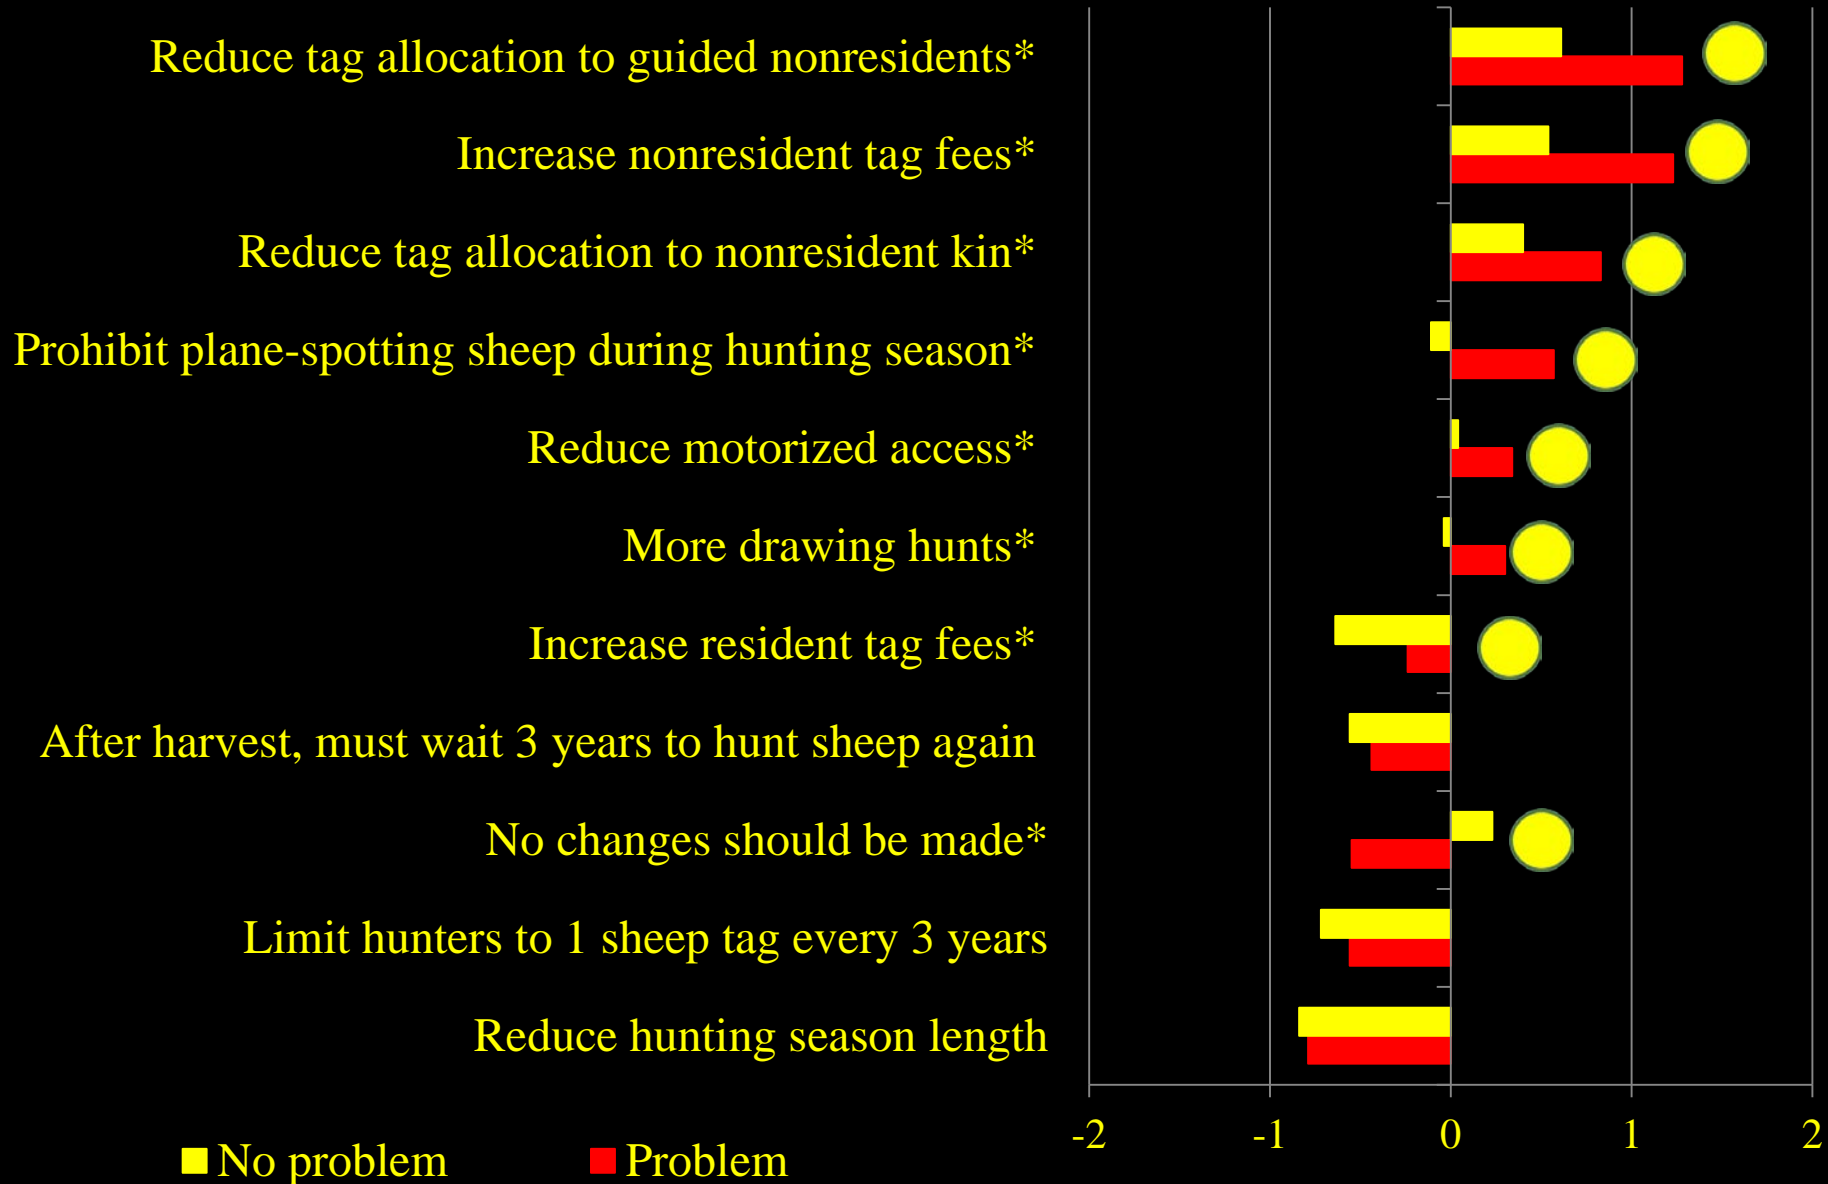 Reduce tag allocation to guided nonresidents*
Increase nonresident tag fees*
Reduce tag allocation to nonresident kin*
Prohibit plane-spotting sheep during hunting season*
Reduce motorized access*
More drawing hunts*
Increase resident tag fees*
After harvest, must wait 3 years to hunt sheep again
No changes should be made*
Limit hunters to 1 sheep tag every 3 years
Reduce hunting season length
-2 -1 0 1 2
No problem Problem